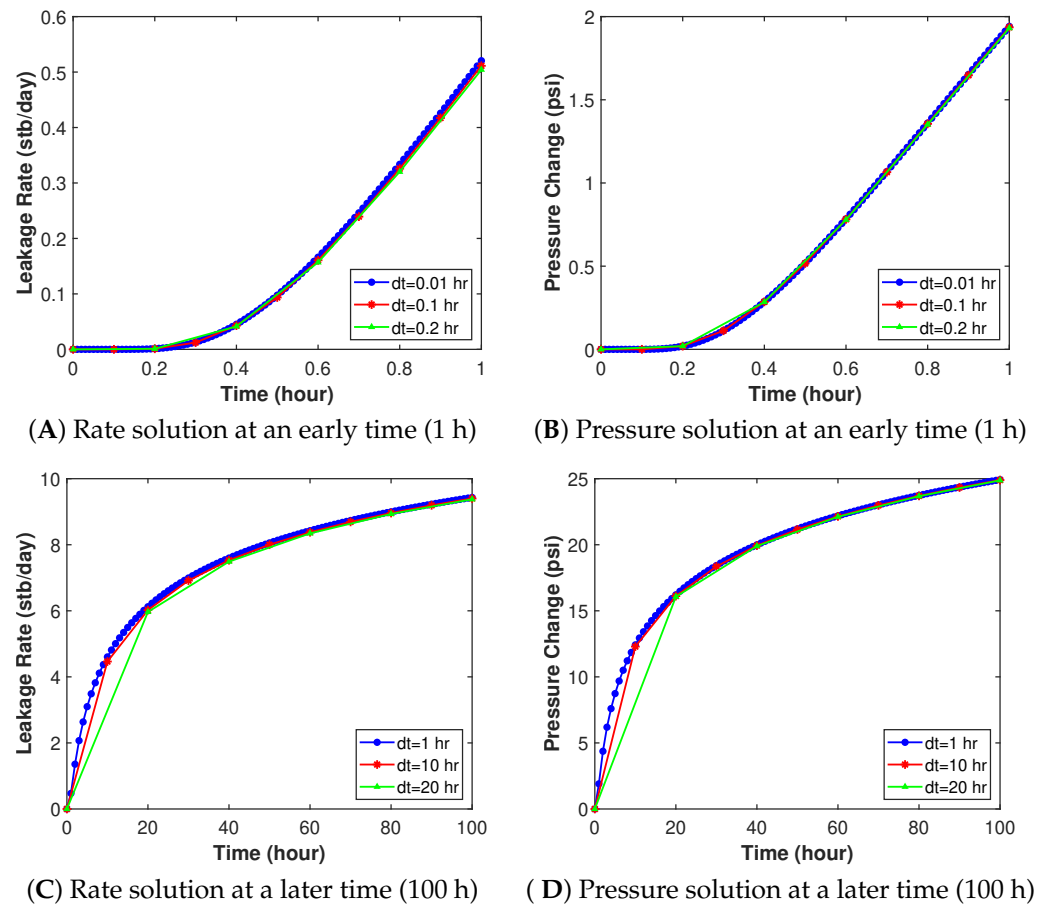 0.6
0.5
0.4
0.3
0.2
0.1
0
Leakage Rate (stb/day)
dt=0.01 hr
dt=0.1 hr
dt=0.2 hr
0 0.2 0.4 0.6 0.8 1
Time (hour)
(A) Rate solution at an early time (1 h)
2
1.5
1
0.5
0
Pressure Change (psi)
dt=0.01 hr
dt=0.1 hr
dt=0.2 hr
0 0.2 0.4 0.6 0.8 1
Time (hour)
(B) Pressure solution at an early time (1 h)
10
8
6
4
2
0
Leakage Rate (stb/day)
dt=1 hr
dt=10 hr
dt=20 hr
0 20 40 60 80 100
Time (hour)
(C) Rate solution at a later time (100 h)
25
20
15
10
5
0
Pressure Change (psi)
dt=1 hr
dt=10 hr
dt=20 hr
0 20 40 60 80 100
Time (hour)
( D) Pressure solution at a later time (100 h)